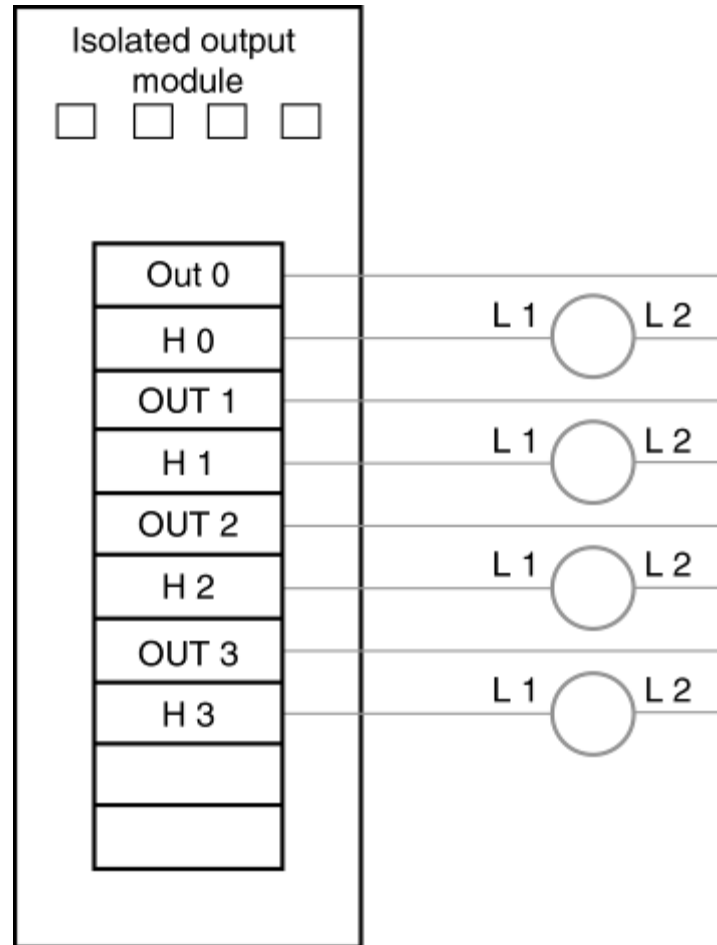 Isolated output
module
Out 0
L 1 L 2
H 0
OUT 1
L 1 L 2
H 1
OUT 2
L 1 L 2
H 2
OUT 3
L 1 L 2
H 3